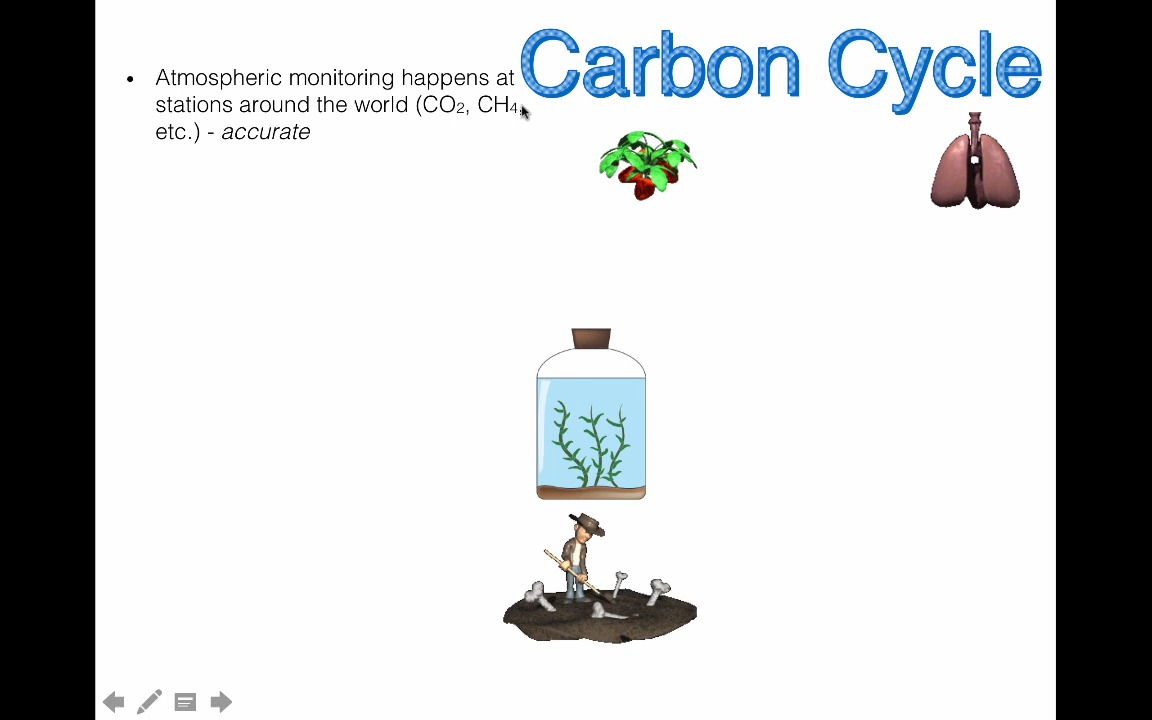 Carbon Cycle
• Atmospheric monitoring happens at
stations around the world (CO₂, CH₄,
etc.) - accurate